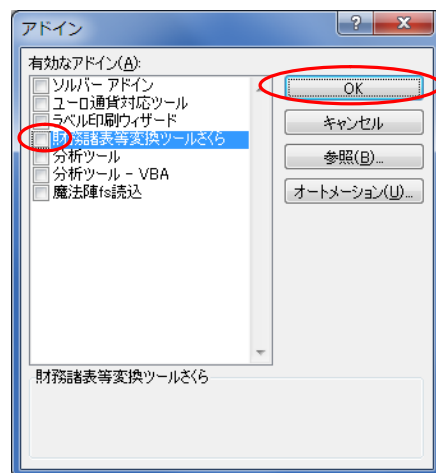 アドイン
有効なアドイン(A):
ソルバー アドイン
ユーロ通貨対応ツール
ラベル印刷ウィザード
財務諸表等変換ツールさくら
分析ツール
分析ツール - VBA
魔法陣fs読込
OK
キャンセル
参照(B)...
オートメーション(U)...
財務諸表等変換ツールさくら